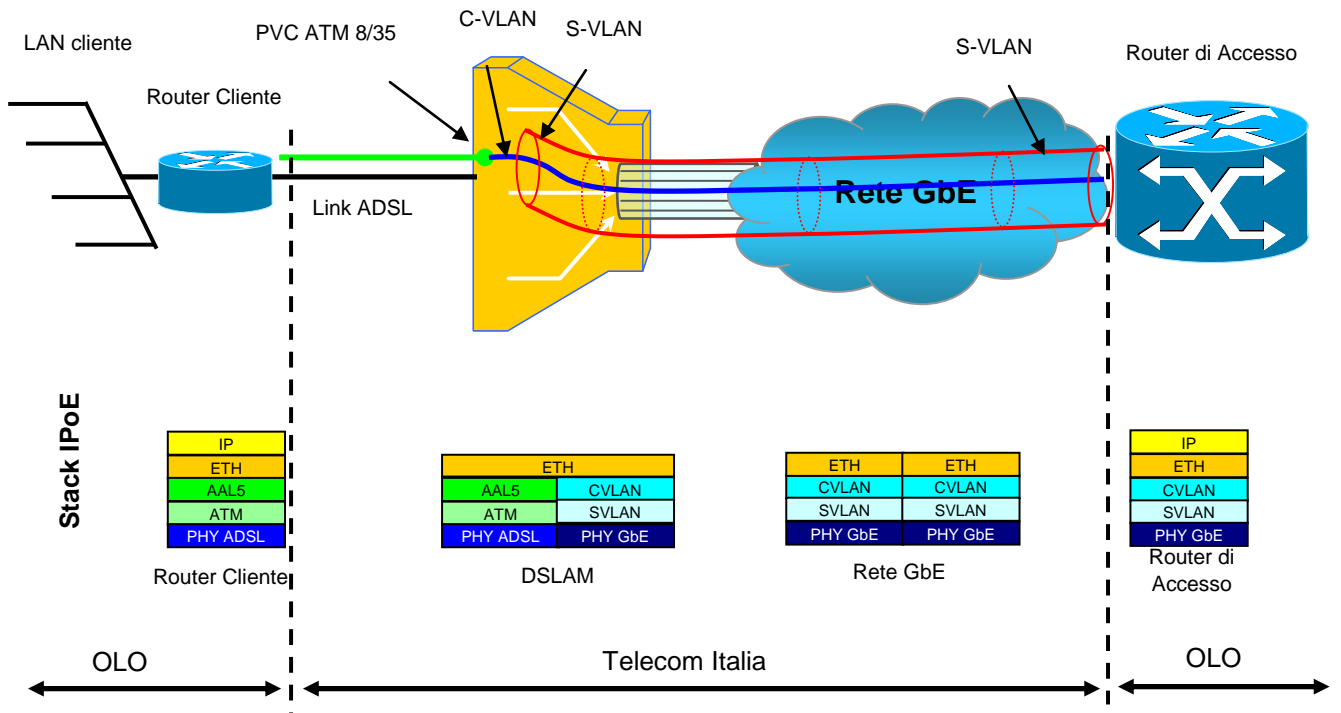 C-VLAN
PVC ATM 8/35
S-VLAN
LAN cliente
S-VLAN
Router di Accesso
Router Cliente
Link ADSL
Rete GbE
Stack IPoE
IP
ETH
AAL5
ATM
PHY ADSL
Router Cliente
ETH
AAL5 CVLAN
ATM SVLAN
PHY ADSL PHY GbE
DSLAM
ETH ETH
CVLAN CVLAN
SVLAN SVLAN
PHY GbE PHY GbE
Rete GbE
IP
ETH
CVLAN
SVLAN
PHY GbE
Router di
Accesso
OLO
Telecom Italia
OLO